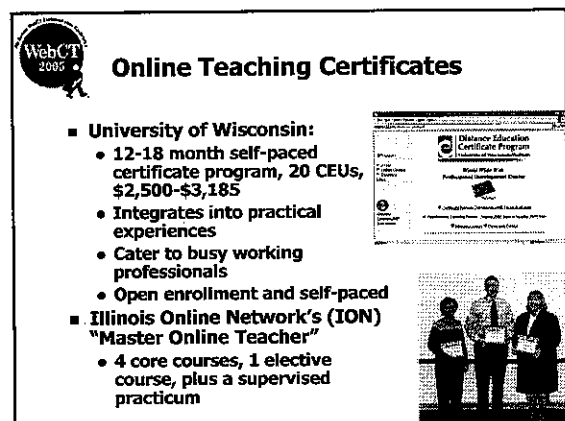 WebCT
2005
Online Teaching Certificates
■ University of Wisconsin:
• 12-18 month self-paced
certificate program, 20 CEUs,
$2,500-$3,185
• Integrates into practical
experiences
• Cater to busy working
professionals
• Open enrollment and self-paced
■ Illinois Online Network's (ION)
"Master Online Teacher"
• 4 core courses, 1 elective
course, plus a supervised
practicum
Distance Education
Certificate Program